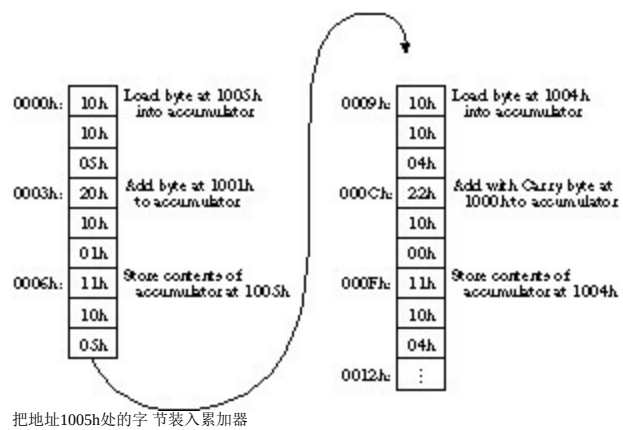 0000h: 10h Load byte at 1005h
into accumulator
10h
05h
0003h: 20h Add byte at 1001h
to accumulator
10h
01h
0006h: 11h Store contents of
accumulator at 1005h
10h
05h
0009h: 10h Load byte at 1004h
into accumulator
10h
04h
000Ch: 22h Add with Carry byte at
1000h to accumulator
10h
00h
000Fh: 11h Store contents of
accumulator at 1004h
10h
04h
0012h: ⋮
把地址1005h处的字 节装入累加器